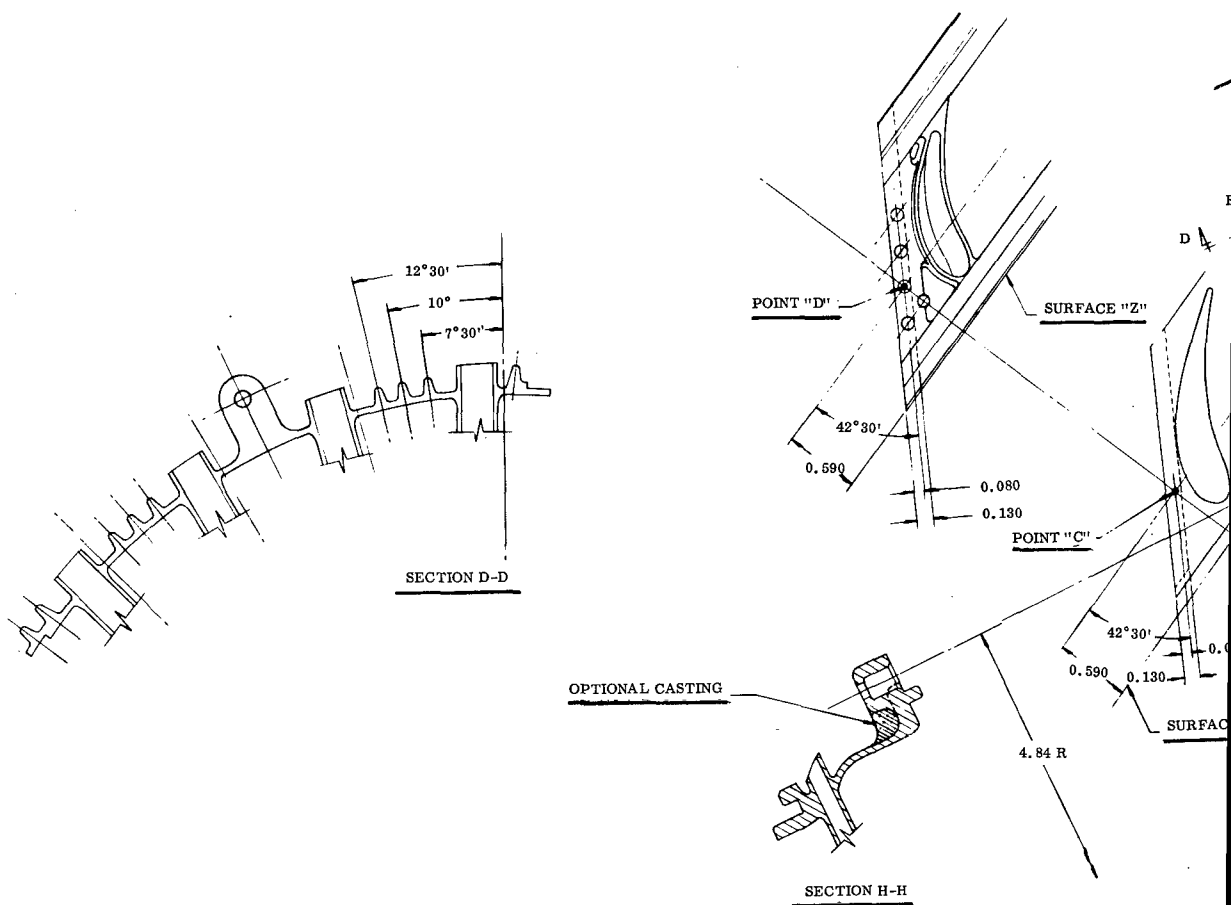 12°30'
10°
7°30'
SECTION D-D
POINT "D"
SURFACE "Z"
42°30'
0.590
0.080
0.130
D
POINT "C"
42°30'
0.590
0.130
OPTIONAL CASTING
4.84 R
SECTION H-H